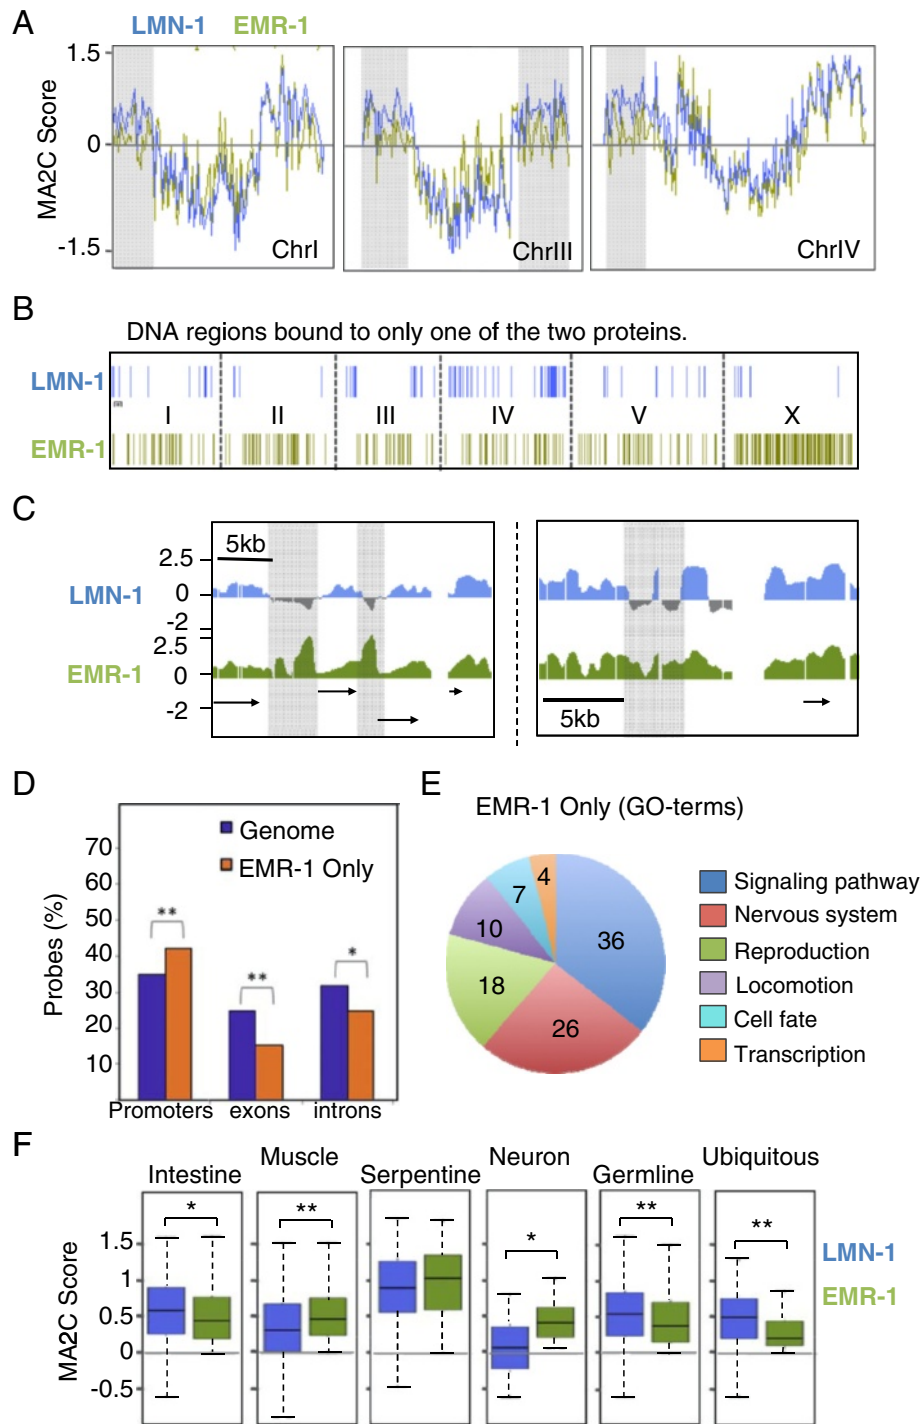 A
LMN-1 EMR-1
MA2C Score
1.5
0
-1.5
ChrI
ChrIII
ChrIV
B
DNA regions bound to only one of the two proteins.
LMN-1
I II III IV V X
EMR-1
C
5kb
2.5
0
-2
LMN-1
2.5
0
-2
EMR-1
5kb
D
Probes (%)
70
60
50
40
30
20
10
Genome
EMR-1 Only
** ** *
Promoters exons introns
E
EMR-1 Only (GO-terms)
36
26
18
10
7
4
Signaling pathway
Nervous system
Reproduction
Locomotion
Cell fate
Transcription
F
Intestine Muscle Serpentine Neuron Germline Ubiquitous
* ** * ** **
MA2C Score
1.5
1
0.5
0
-0.5
LMN-1
EMR-1